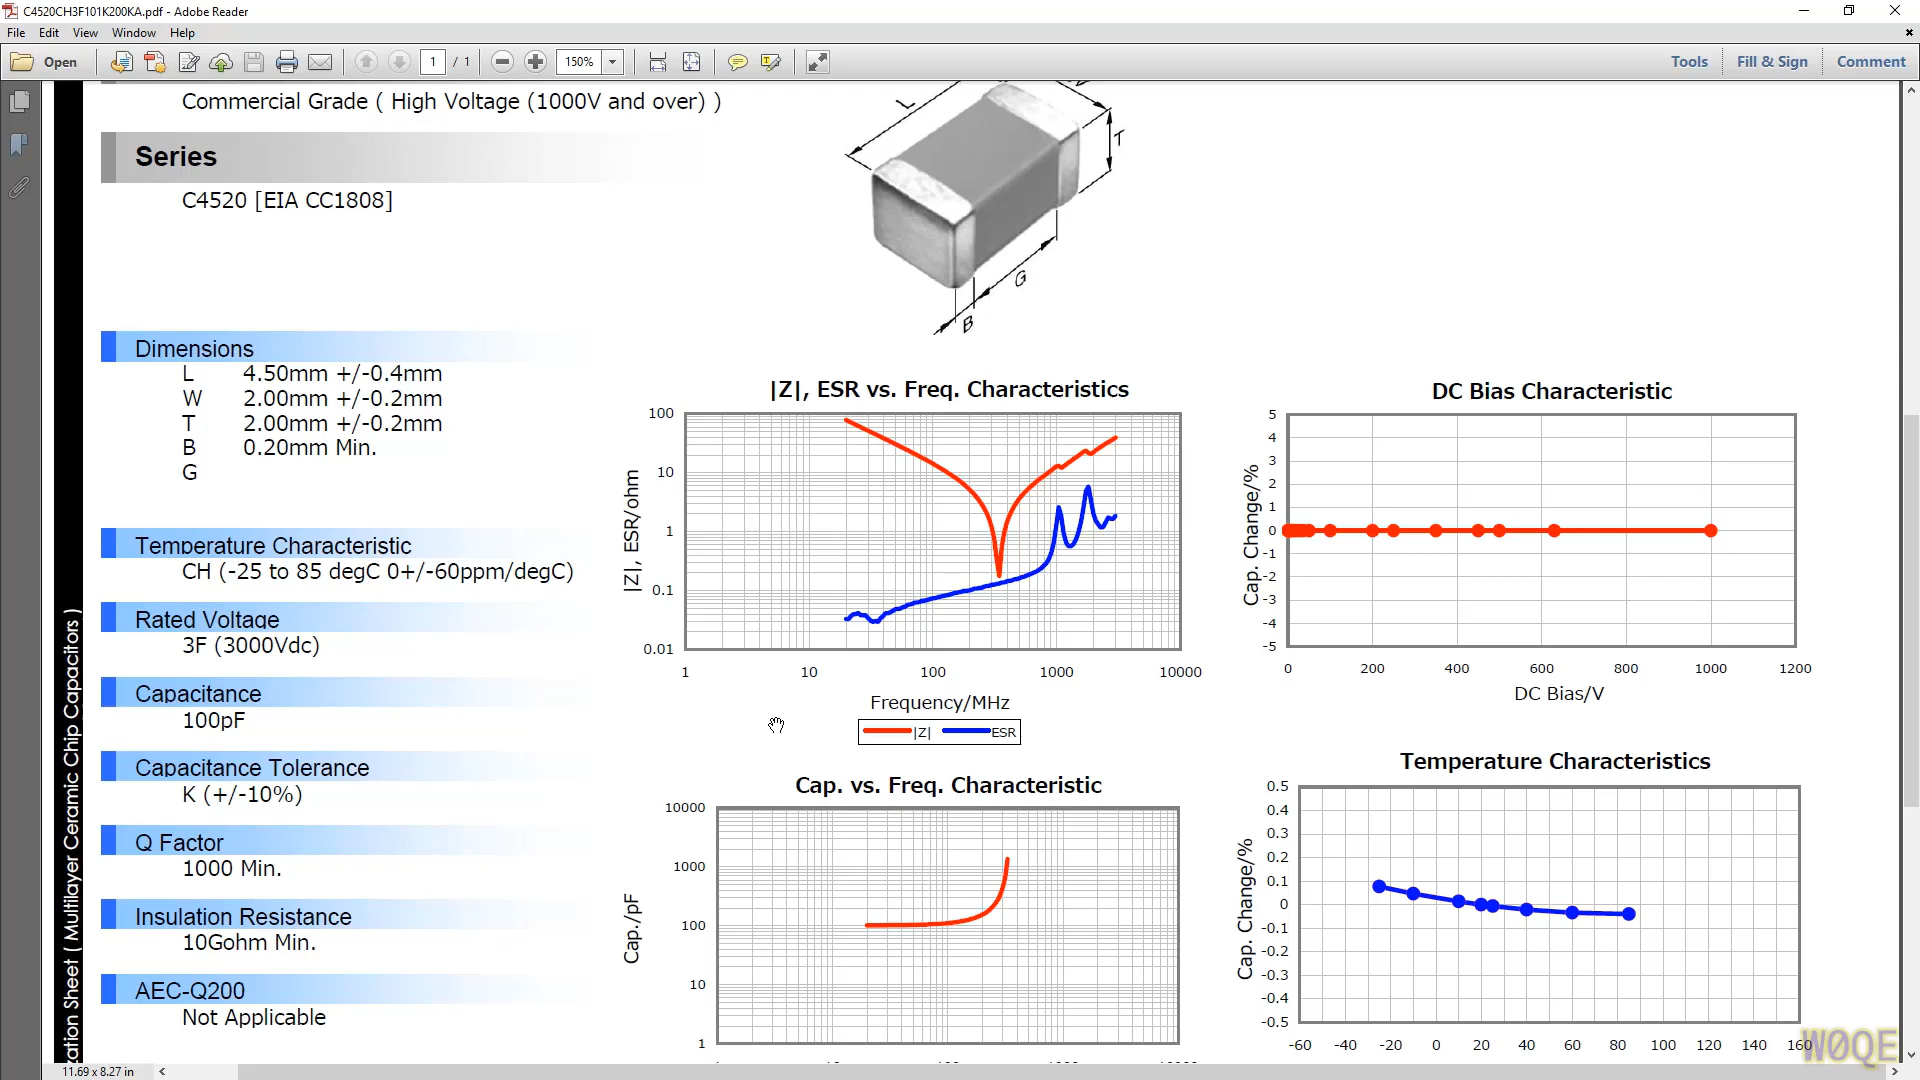 C4520CH3F101K200KA.pdf - Adobe Reader
File Edit View Window Help
Open 1 / 1 150% Tools Fill & Sign Comment
Commercial Grade ( High Voltage (1000V and over) )
Series
C4520 [EIA CC1808]
L
T
G
B
Dimensions
L 4.50mm +/-0.4mm
W 2.00mm +/-0.2mm
T 2.00mm +/-0.2mm
B 0.20mm Min.
G
Temperature Characteristic
CH (-25 to 85 degC 0+/-60ppm/degC)
Rated Voltage
3F (3000Vdc)
Capacitance
100pF
Capacitance Tolerance
K (+/-10%)
Q Factor
1000 Min.
Insulation Resistance
10Gohm Min.
AEC-Q200
Not Applicable
zation Sheet ( Multilayer Ceramic Chip Capacitors )
|Z|, ESR vs. Freq. Characteristics
|Z|, ESR/ohm
100
10
1
0.1
0.01
1 10 100 1000 10000
Frequency/MHz
|Z| ESR
DC Bias Characteristic
Cap. Change/%
5
4
3
2
1
0
-1
-2
-3
-4
-5
0 200 400 600 800 1000 1200
DC Bias/V
Cap. vs. Freq. Characteristic
Cap./pF
10000
1000
100
10
1
Temperature Characteristics
Cap. Change/%
0.5
0.4
0.3
0.2
0.1
0
-0.1
-0.2
-0.3
-0.4
-0.5
-60 -40 -20 0 20 40 60 80 100 120 140 160
W0QE
11.69 x 8.27 in